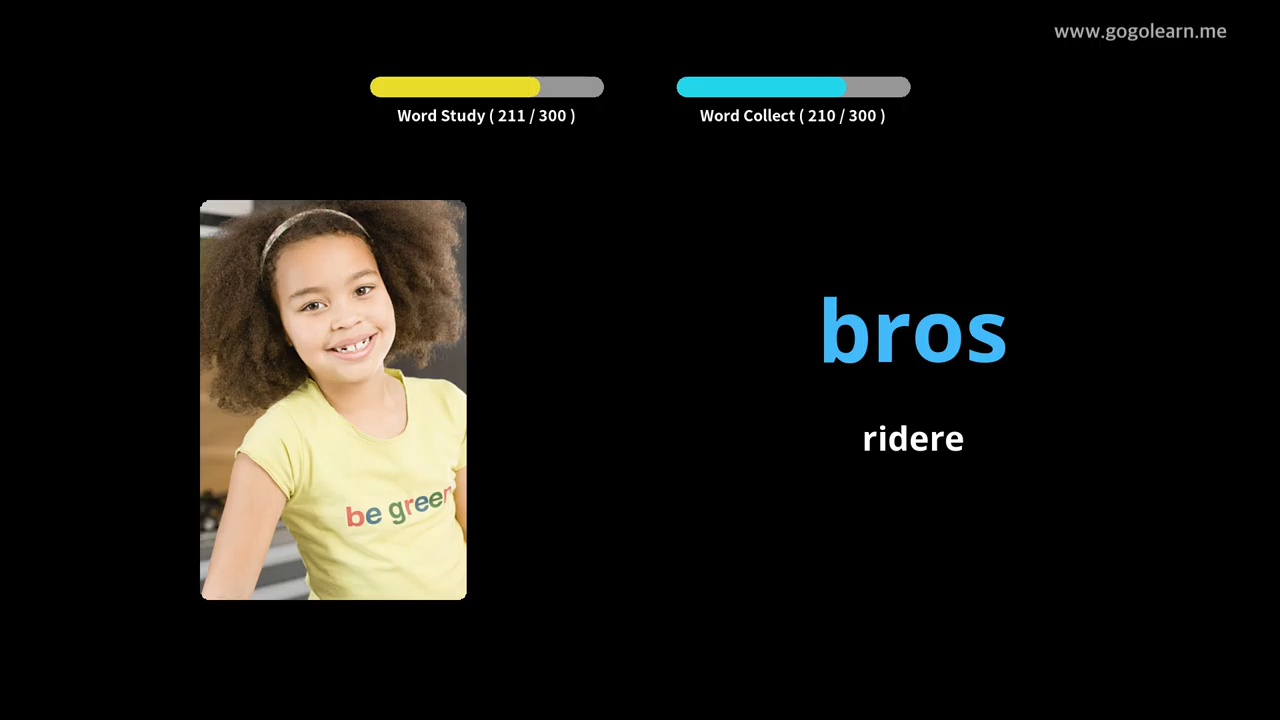 www.gogolearn.me
Word Study ( 211 / 300 )
Word Collect ( 210 / 300 )
bros
ridere
be green